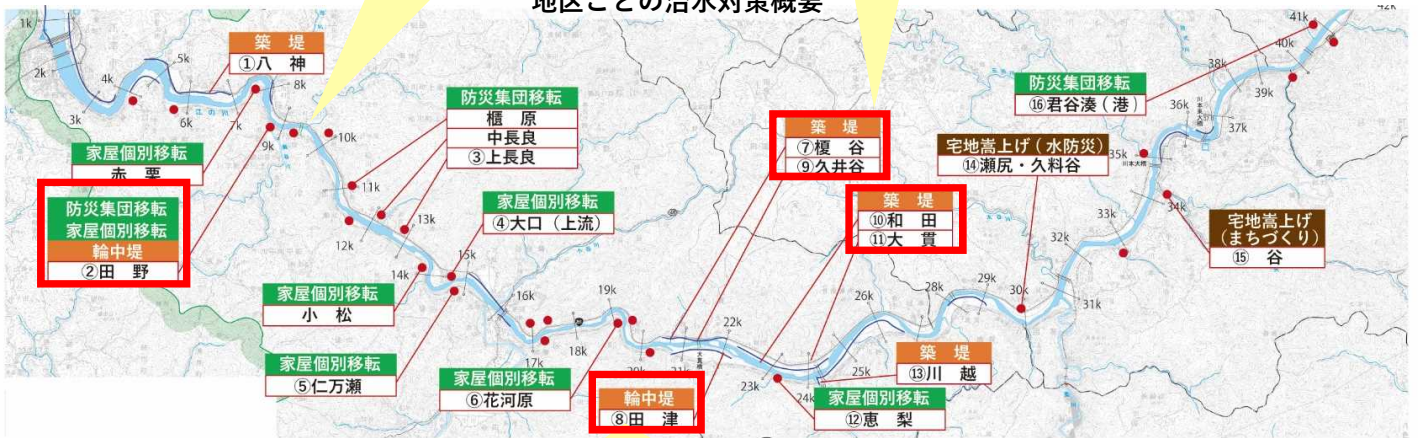 地区ごとの治水対策概要
1k
2k
3k
4k
5k
6k
7k
8k
9k
10k
11k
12k
13k
14k
15k
16k
17k
18k
19k
20k
21k
22k
23k
24k
25k
26k
27k
28k
29k
30k
31k
32k
33k
34k
35k
36k
37k
38k
39k
40k
41k
42k
築 堤
①八 神
家屋個別移転
赤 栗
防災集団移転
家屋個別移転
輪中堤
②田 野
防災集団移転
櫃 原
中長良
③上長良
家屋個別移転
④大口（上流）
家屋個別移転
小 松
家屋個別移転
⑤仁万瀬
家屋個別移転
⑥花河原
築 堤
⑦榎 谷
⑨久井谷
輪中堤
⑧田 津
築 堤
⑩和 田
⑪大 貫
家屋個別移転
⑫恵 梨
築 堤
⑬川 越
宅地嵩上げ（水防災）
⑭瀬尻・久料谷
宅地嵩上げ
（まちづくり）
⑮ 谷
防災集団移転
⑯君谷湊（港）
川本大橋